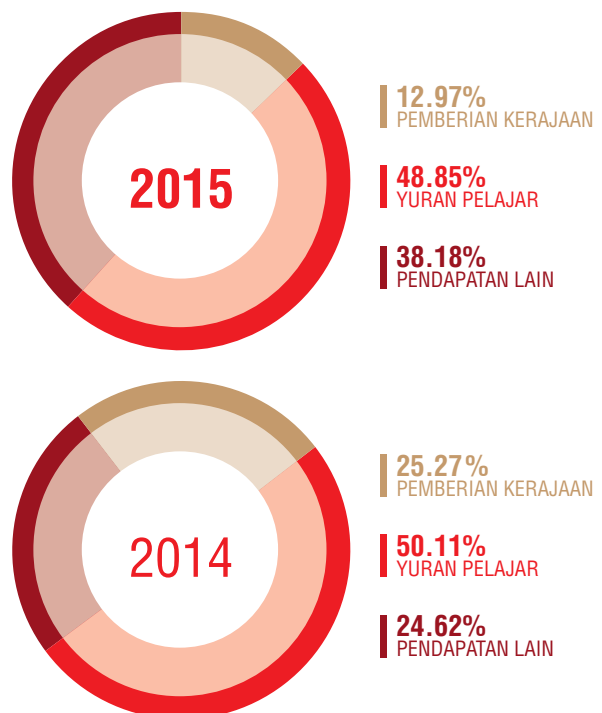 2015
12.97%
PEMBERIAN KERAJAAN
48.85%
YURAN PELAJAR
38.18%
PENDAPATAN LAIN
2014
25.27%
PEMBERIAN KERAJAAN
50.11%
YURAN PELAJAR
24.62%
PENDAPATAN LAIN